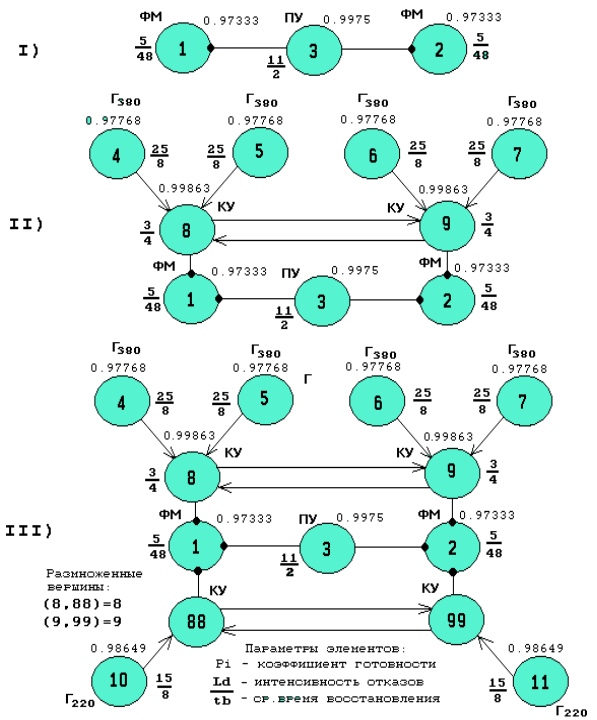 ФМ 0.97333 ПУ 0.9975 ФМ 0.97333
I) 5/48 1 11/2 3 2 5/48
Г380 Г380 Г380 Г380
0.97768 0.97768 0.97768 0.97768
4 25/8 25/8 5 6 25/8 25/8 7
0.99863 0.99863
КУ КУ
II) 3/4 8 9 3/4
ФМ 0.97333 ПУ 0.9975 ФМ 0.97333
5/48 1 11/2 3 2 5/48
Г380 Г380 Г Г380 Г380
0.97768 0.97768 0.97768 0.97768
4 25/8 25/8 5 6 25/8 25/8 7
0.99863 0.99863
КУ КУ
3/4 8 9 3/4
ФМ 0.97333 ПУ 0.9975 ФМ 0.97333
III) 5/48 1 11/2 3 2 5/48
Размноженные
вершины:
(8,88)=8
(9,99)=9
КУ КУ
88 99
0.98649 0.98649
Г220 10 15/8 15/8 11 Г220
Параметры элементов:
Pi - коэффициент готовности
Ld - интенсивность отказов
tb - ср.время восстановления